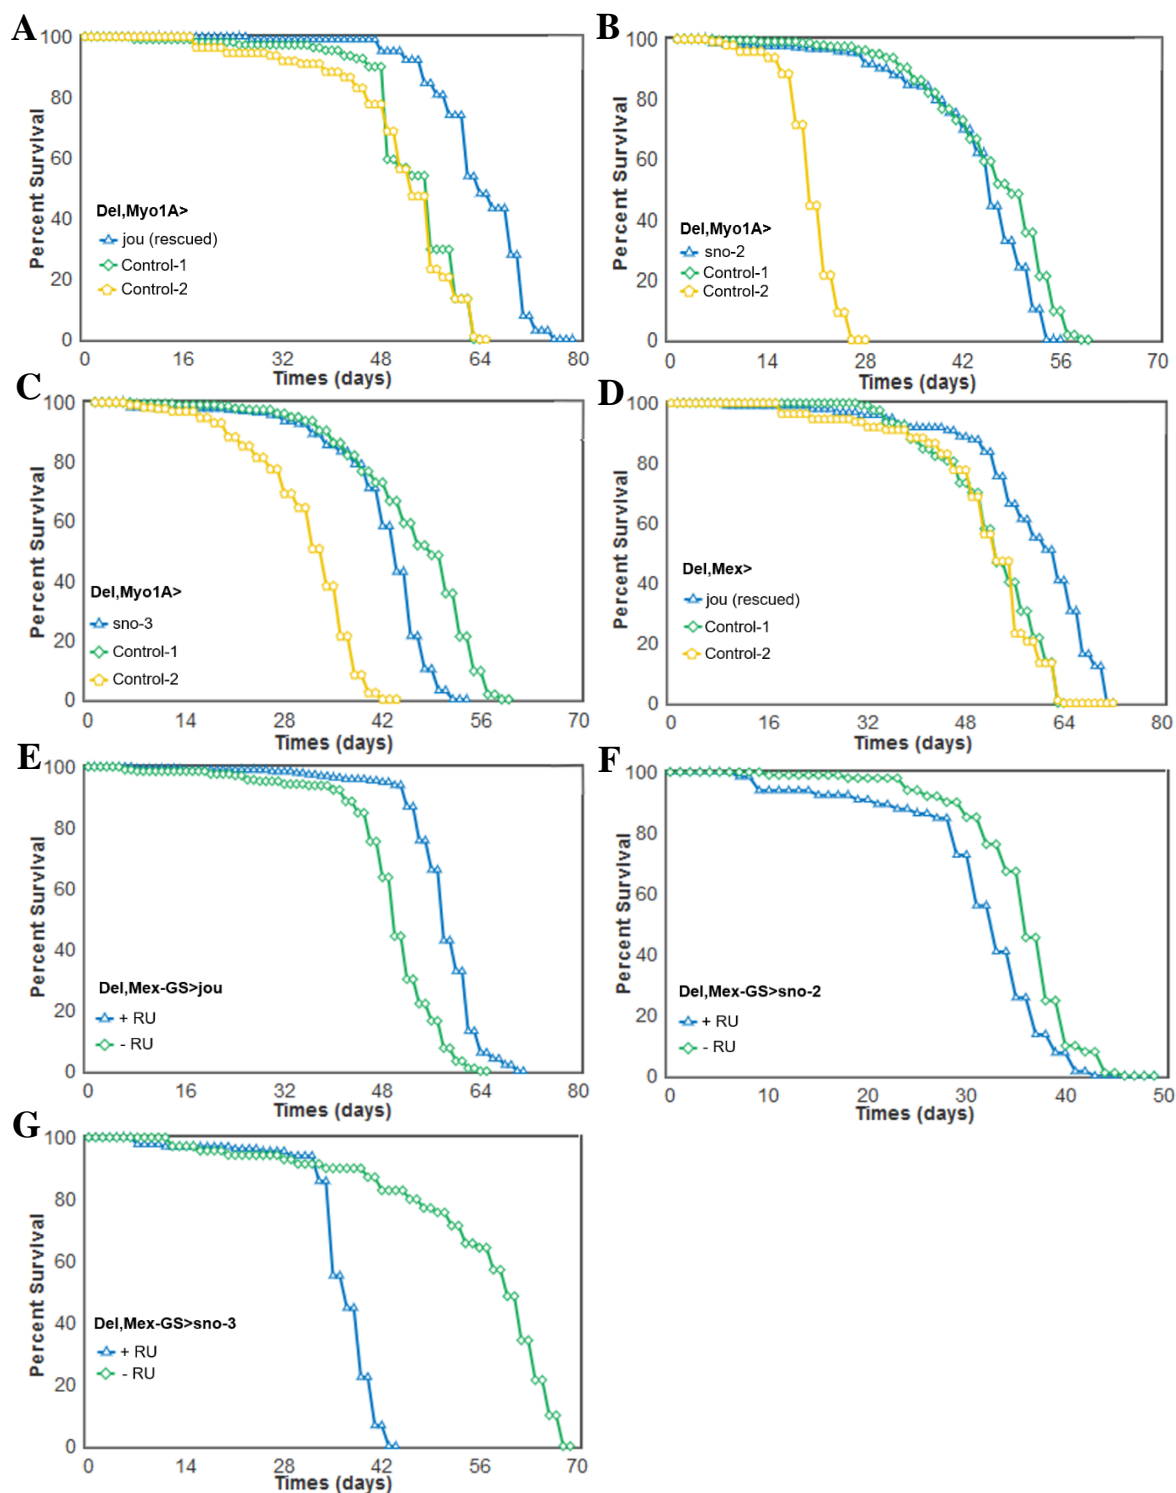 A
Percent Survival
100
80
60
40
20
0
Del,Myo1A>
jou (rescued)
Control-1
Control-2
0 16 32 48 64 80
Times (days)
B
Percent Survival
100
80
60
40
20
0
Del,Myo1A>
sno-2
Control-1
Control-2
0 14 28 42 56 70
Times (days)
C
Percent Survival
100
80
60
40
20
0
Del,Myo1A>
sno-3
Control-1
Control-2
0 14 28 42 56 70
Times (days)
D
Percent Survival
100
80
60
40
20
0
Del,Mex>
jou (rescued)
Control-1
Control-2
0 16 32 48 64 80
Times (days)
E
Percent Survival
100
80
60
40
20
0
Del,Mex-GS>jou
+ RU
- RU
0 16 32 48 64 80
Times (days)
F
Percent Survival
100
80
60
40
20
0
Del,Mex-GS>sno-2
+ RU
- RU
0 10 20 30 40 50
Times (days)
G
Percent Survival
100
80
60
40
20
0
Del,Mex-GS>sno-3
+ RU
- RU
0 14 28 42 56 70
Times (days)